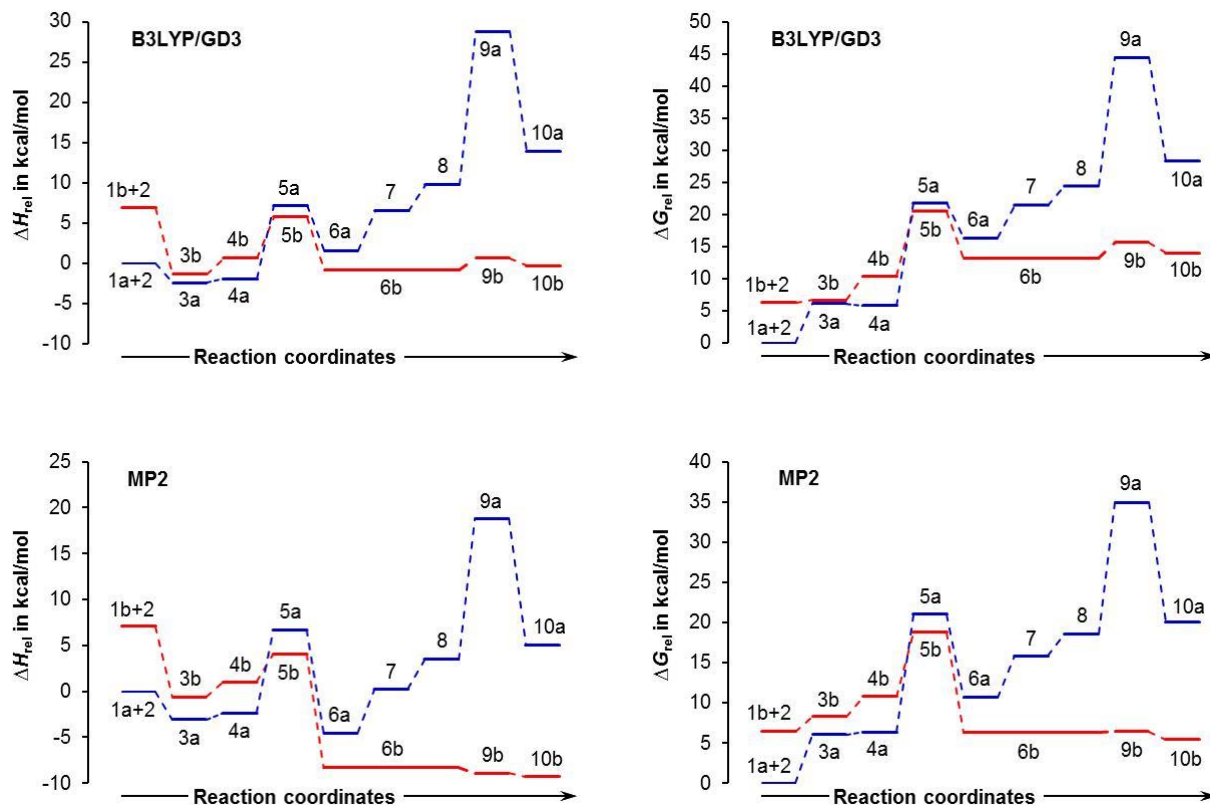 B3LYP/GD3
ΔHrel in kcal/mol
30
25
20
15
10
5
0
-5
-10
1b+2
1a+2
3b
3a
4b
4a
5a
5b
6a
6b
7
8
9a
9b
10a
10b
Reaction coordinates
B3LYP/GD3
ΔGrel in kcal/mol
50
45
40
35
30
25
20
15
10
5
0
1b+2
1a+2
3b
3a
4b
4a
5a
5b
6a
6b
7
8
9a
9b
10a
10b
Reaction coordinates
MP2
ΔHrel in kcal/mol
25
20
15
10
5
0
-5
-10
1b+2
1a+2
3b
3a
4b
4a
5a
5b
6a
6b
7
8
9a
9b
10a
10b
Reaction coordinates
MP2
ΔGrel in kcal/mol
40
35
30
25
20
15
10
5
0
1b+2
1a+2
3b
3a
4b
4a
5a
5b
6a
6b
7
8
9a
9b
10a
10b
Reaction coordinates